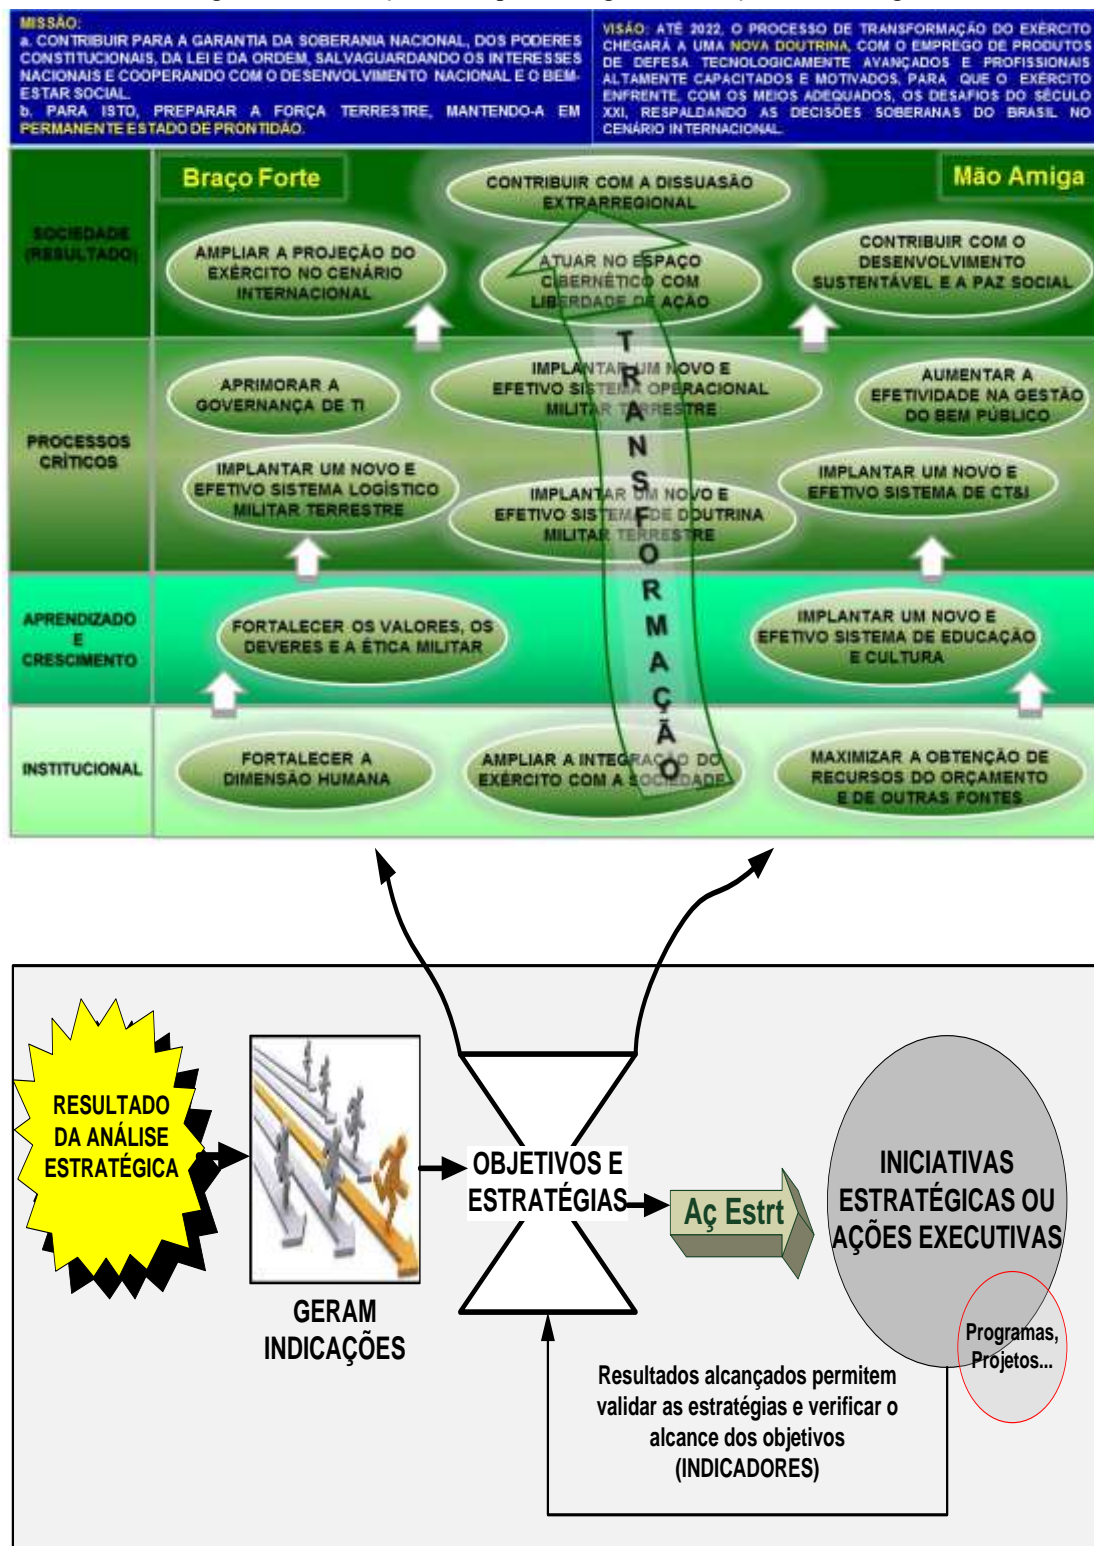 MISSÃO:
a. CONTRIBUIR PARA A GARANTIA DA SOBERANIA NACIONAL, DOS PODERES
CONSTITUCIONAIS, DA LEI E DA ORDEM, SALVAGUARDANDO OS INTERESSES
NACIONAIS E COOPERANDO COM O DESENVOLVIMENTO NACIONAL E O BEM-
ESTAR SOCIAL.
b. PARA ISTO, PREPARAR A FORÇA TERRESTRE, MANTENDO-A EM
PERMANENTE ESTADO DE PRONTIDÃO.
VISÃO: ATÉ 2022, O PROCESSO DE TRANSFORMAÇÃO DO EXÉRCITO
CHEGARÁ A UMA NOVA DOUTRINA, COM O EMPREGO DE PRODUTOS
DE DEFESA TECNOLOGICAMENTE AVANÇADOS E PROFISSIONAIS
ALTAMENTE CAPACITADOS E MOTIVADOS, PARA QUE O EXÉRCITO
ENFRENTE, COM OS MEIOS ADEQUADOS, OS DESAFIOS DO SÉCULO
XXI, RESPALDANDO AS DECISÕES SOBERANAS DO BRASIL NO
CENÁRIO INTERNACIONAL.
Braço Forte
Mão Amiga
SOCIEDADE
(RESULTADO)
CONTRIBUIR COM A DISSUASÃO
EXTRARREGIONAL
AMPLIAR A PROJEÇÃO DO
EXÉRCITO NO CENÁRIO
INTERNACIONAL
ATUAR NO ESPAÇO
CIBERNÉTICO COM
LIBERDADE DE AÇÃO
CONTRIBUIR COM O
DESENVOLVIMENTO
SUSTENTÁVEL E A PAZ SOCIAL
TRANSFORMAÇÃO
PROCESSOS
CRÍTICOS
APRIMORAR A
GOVERNANÇA DE TI
IMPLANTAR UM NOVO E
EFETIVO SISTEMA OPERACIONAL
MILITAR TERRESTRE
AUMENTAR A
EFETIVIDADE NA GESTÃO
DO BEM PÚBLICO
IMPLANTAR UM NOVO E
EFETIVO SISTEMA LOGÍSTICO
MILITAR TERRESTRE
IMPLANTAR UM NOVO E
EFETIVO SISTEMA DE DOUTRINA
MILITAR TERRESTRE
IMPLANTAR UM NOVO E
EFETIVO SISTEMA DE CT&I
APRENDIZADO
E
CRESCIMENTO
FORTALECER OS VALORES, OS
DEVERES E A ÉTICA MILITAR
IMPLANTAR UM NOVO E
EFETIVO SISTEMA DE EDUCAÇÃO
E CULTURA
INSTITUCIONAL
FORTALECER A
DIMENSÃO HUMANA
AMPLIAR A INTEGRAÇÃO DO
EXÉRCITO COM A SOCIEDADE
MAXIMIZAR A OBTENÇÃO DE
RECURSOS DO ORÇAMENTO
E DE OUTRAS FONTES
RESULTADO
DA ANÁLISE
ESTRATÉGICA
GERAM
INDICAÇÕES
OBJETIVOS E
ESTRATÉGIAS
Aç Estrt
INICIATIVAS
ESTRATÉGICAS OU
AÇÕES EXECUTIVAS
Programas,
Projetos...
Resultados alcançados permitem
validar as estratégias e verificar o
alcance dos objetivos
(INDICADORES)